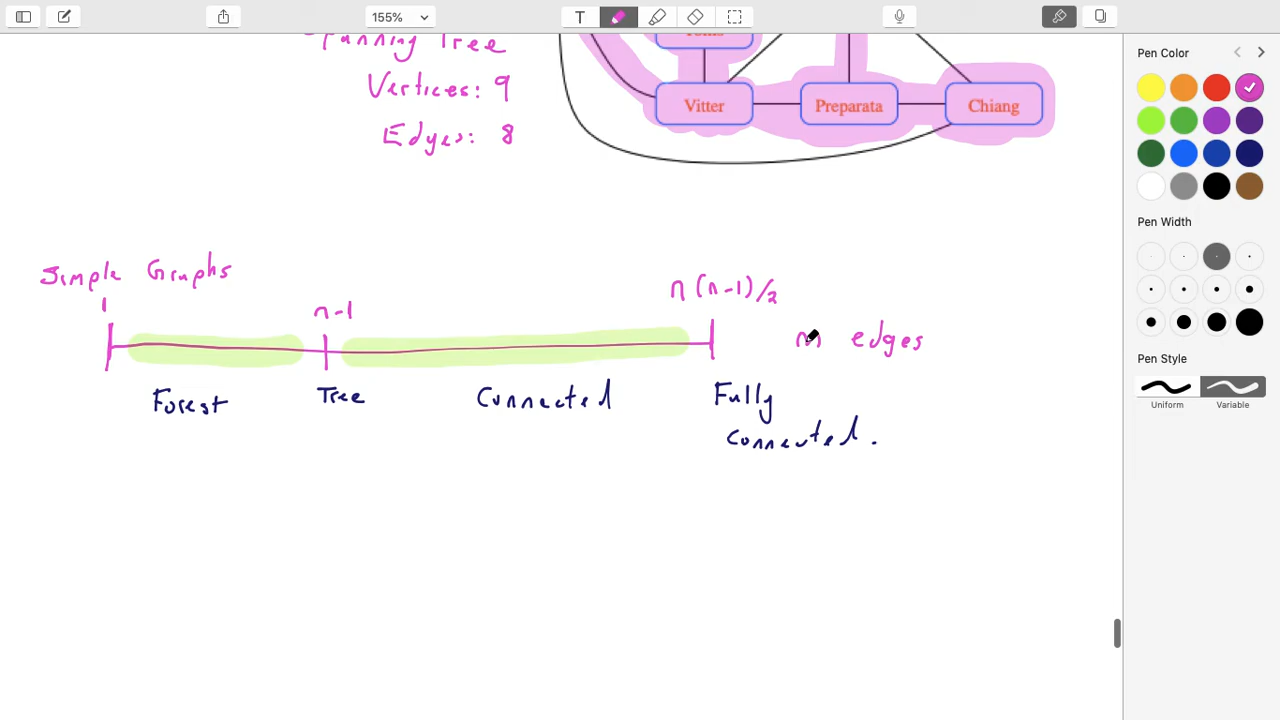 155%
T
Spanning Tree
Vertices: 9
Edges: 8
Vitter
Preparata
Chiang
Simple Graphs
1
n-1
n(n-1)/2
m edges
Forest
Tree
Connected
Fully
connected.
Pen Color
Pen Width
Pen Style
Uniform
Variable